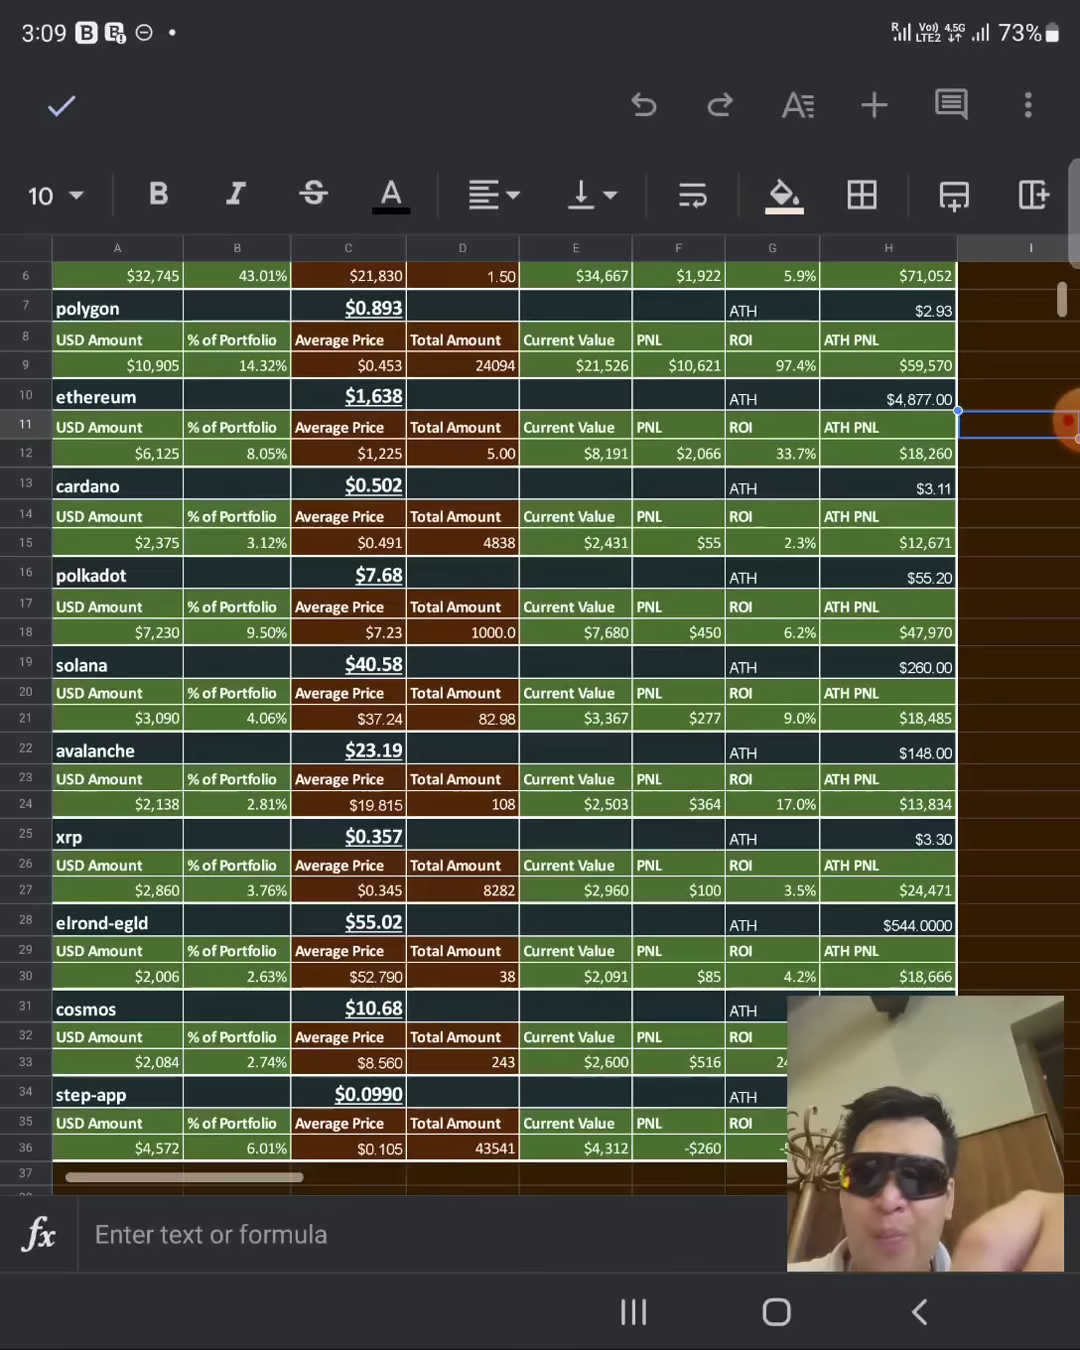 3:09 B B • R Vo) LTE2 4.5G 73%
10 B I S A
A B C D E F G H I
6 $32,745 43.01% $21,830 1.50 $34,667 $1,922 5.9% $71,052
7 polygon $0.893 ATH $2.93
8 USD Amount % of Portfolio Average Price Total Amount Current Value PNL ROI ATH PNL
9 $10,905 14.32% $0.453 24094 $21,526 $10,621 97.4% $59,570
10 ethereum $1,638 ATH $4,877.00
11 USD Amount % of Portfolio Average Price Total Amount Current Value PNL ROI ATH PNL
12 $6,125 8.05% $1,225 5.00 $8,191 $2,066 33.7% $18,260
13 cardano $0.502 ATH $3.11
14 USD Amount % of Portfolio Average Price Total Amount Current Value PNL ROI ATH PNL
15 $2,375 3.12% $0.491 4838 $2,431 $55 2.3% $12,671
16 polkadot $7.68 ATH $55.20
17 USD Amount % of Portfolio Average Price Total Amount Current Value PNL ROI ATH PNL
18 $7,230 9.50% $7.23 1000.0 $7,680 $450 6.2% $47,970
19 solana $40.58 ATH $260.00
20 USD Amount % of Portfolio Average Price Total Amount Current Value PNL ROI ATH PNL
21 $3,090 4.06% $37.24 82.98 $3,367 $277 9.0% $18,485
22 avalanche $23.19 ATH $148.00
23 USD Amount % of Portfolio Average Price Total Amount Current Value PNL ROI ATH PNL
24 $2,138 2.81% $19.815 108 $2,503 $364 17.0% $13,834
25 xrp $0.357 ATH $3.30
26 USD Amount % of Portfolio Average Price Total Amount Current Value PNL ROI ATH PNL
27 $2,860 3.76% $0.345 8282 $2,960 $100 3.5% $24,471
28 elrond-egld $55.02 ATH $544.0000
29 USD Amount % of Portfolio Average Price Total Amount Current Value PNL ROI ATH PNL
30 $2,006 2.63% $52.790 38 $2,091 $85 4.2% $18,666
31 cosmos $10.68 ATH
32 USD Amount % of Portfolio Average Price Total Amount Current Value PNL ROI
33 $2,084 2.74% $8.560 243 $2,600 $516
34 step-app $0.0990 ATH
35 USD Amount % of Portfolio Average Price Total Amount Current Value PNL ROI
36 $4,572 6.01% $0.105 43541 $4,312 -$260
37
fx Enter text or formula